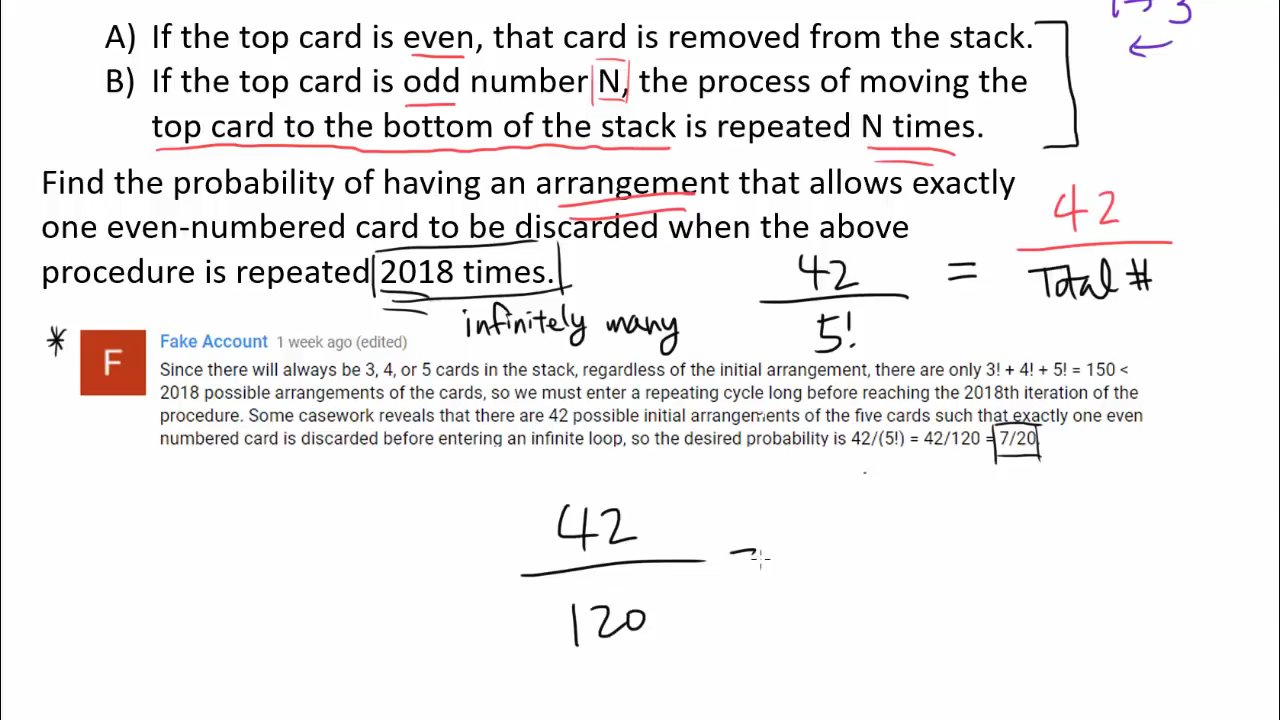 A) If the top card is even, that card is removed from the stack.
B) If the top card is odd number N, the process of moving the
top card to the bottom of the stack is repeated N times.
Find the probability of having an arrangement that allows exactly
one even-numbered card to be discarded when the above
procedure is repeated 2018 times.
infinitely many
42
5!
=
42
Total #
* F
Fake Account 1 week ago (edited)
Since there will always be 3, 4, or 5 cards in the stack, regardless of the initial arrangement, there are only 3! + 4! + 5! = 150 <
2018 possible arrangements of the cards, so we must enter a repeating cycle long before reaching the 2018th iteration of the
procedure. Some casework reveals that there are 42 possible initial arrangements of the five cards such that exactly one even
numbered card is discarded before entering an infinite loop, so the desired probability is 42/(5!) = 42/120 = 7/20
42
120